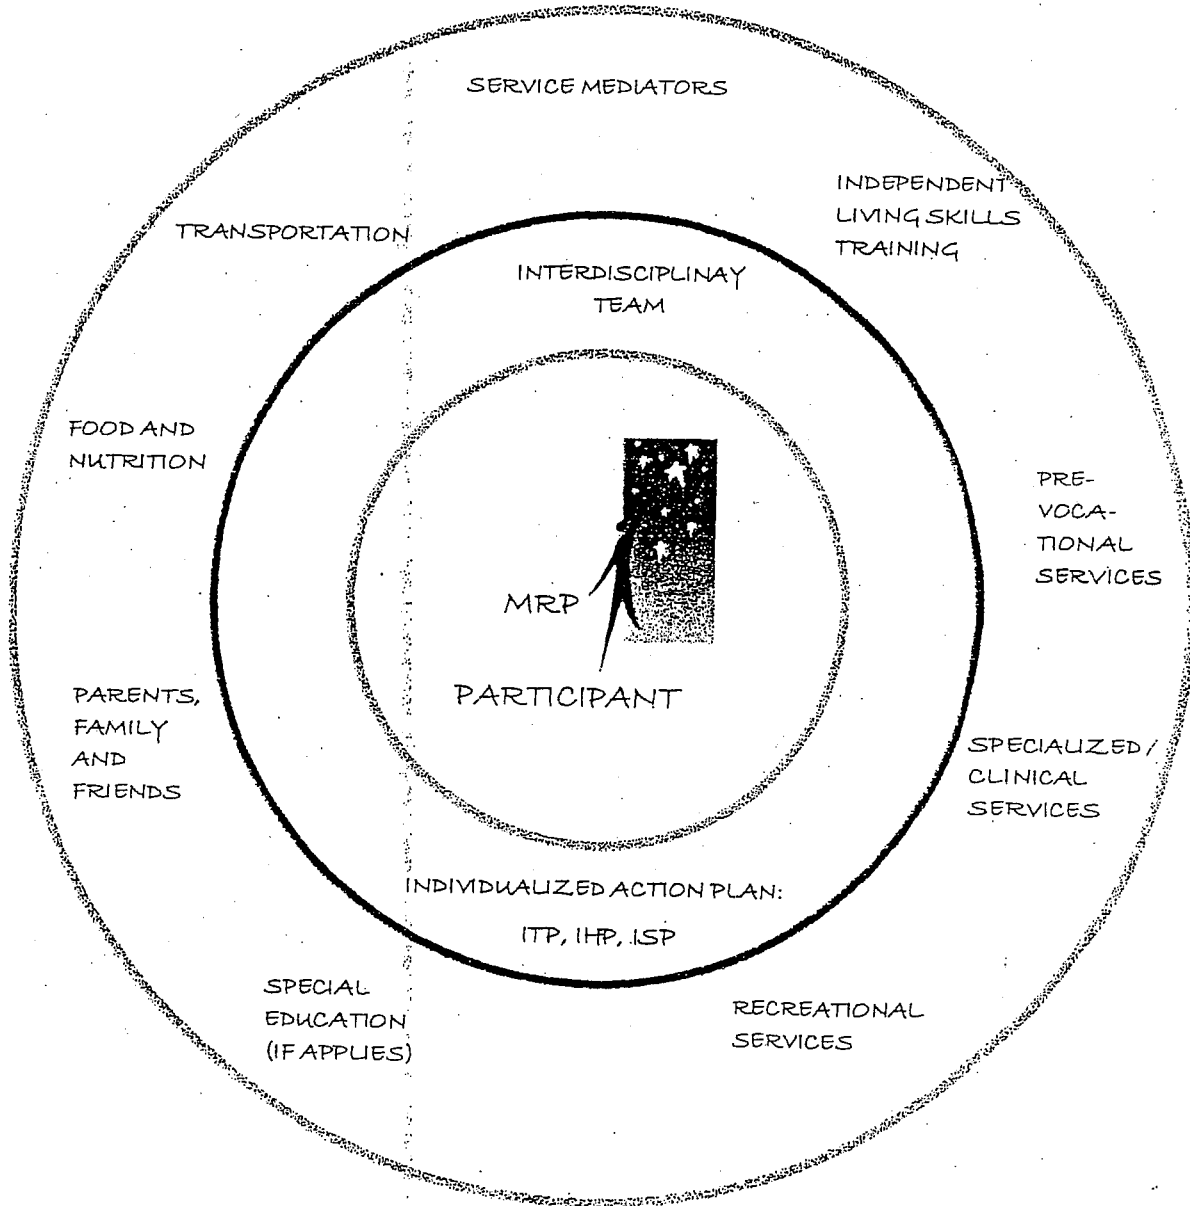 SERVICE MEDIATORS
INDEPENDENT
LIVING SKILLS
TRAINING
TRANSPORTATION
INTERDISCIPLINAY
TEAM
FOOD AND
NUTRITION
PRE-
VOCA-
TIONAL
SERVICES
MRP
PARTICIPANT
PARENTS,
FAMILY
AND
FRIENDS
SPECIALIZED/
CLINICAL
SERVICES
INDIVIDUALIZED ACTION PLAN:
ITP, IHP, ISP
SPECIAL
EDUCATION
(IF APPLIES)
RECREATIONAL
SERVICES